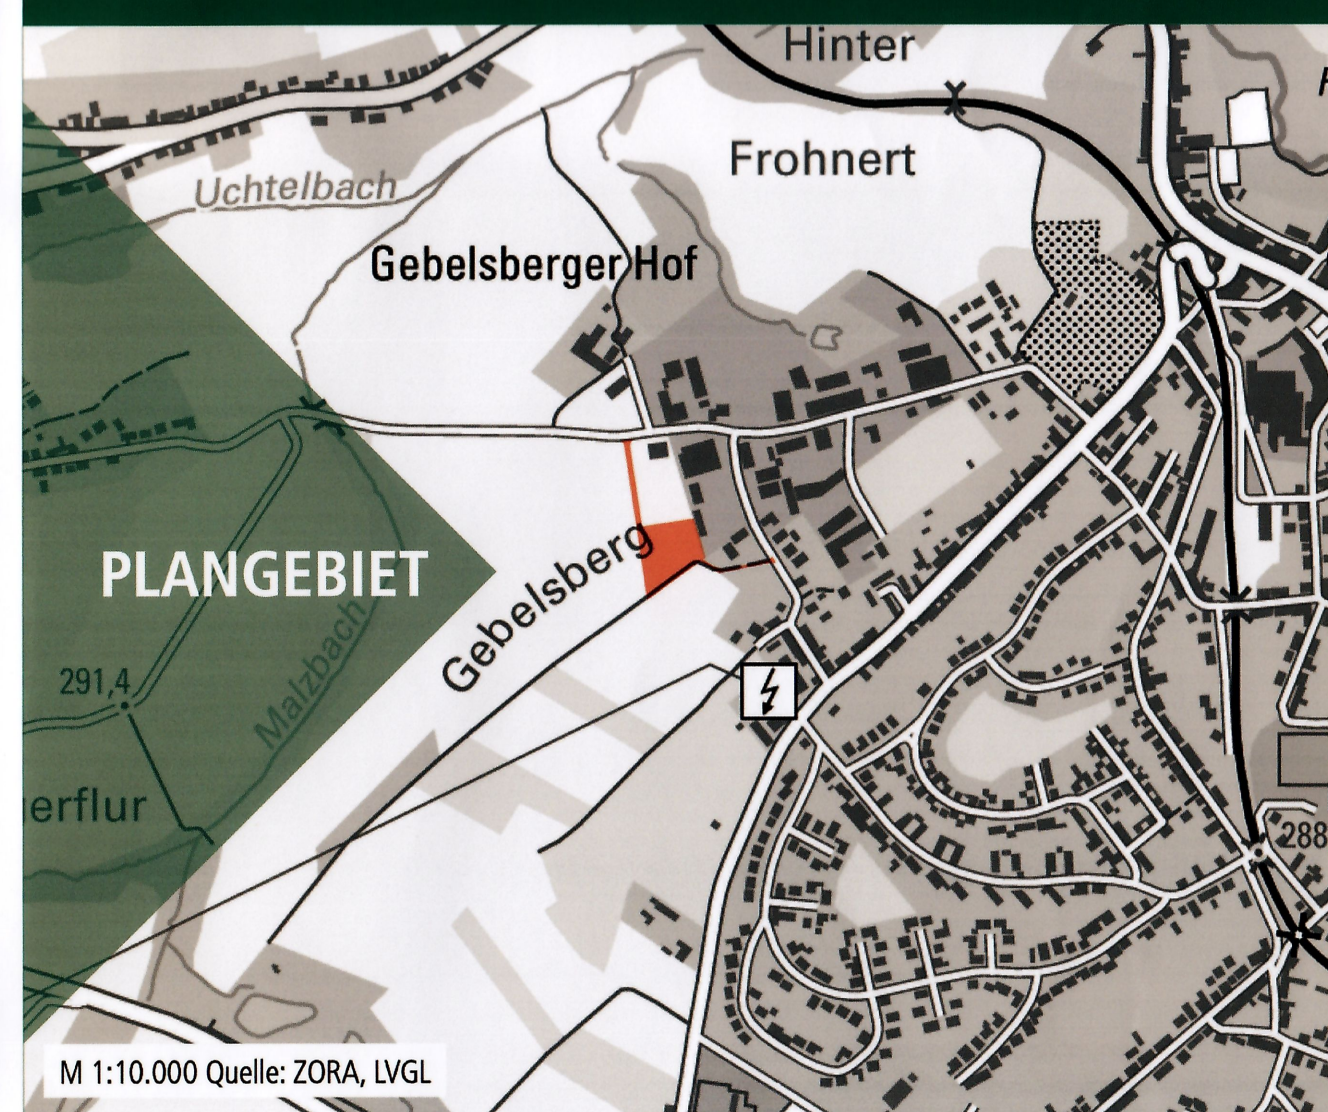 Hinter
Frohnert
Uchtelbach
Gebelsberger Hof
PLANGEBIET
Gebelsberg
Malzbach
291,4
erflur
288
M 1:10.000 Quelle: ZORA, LVGL